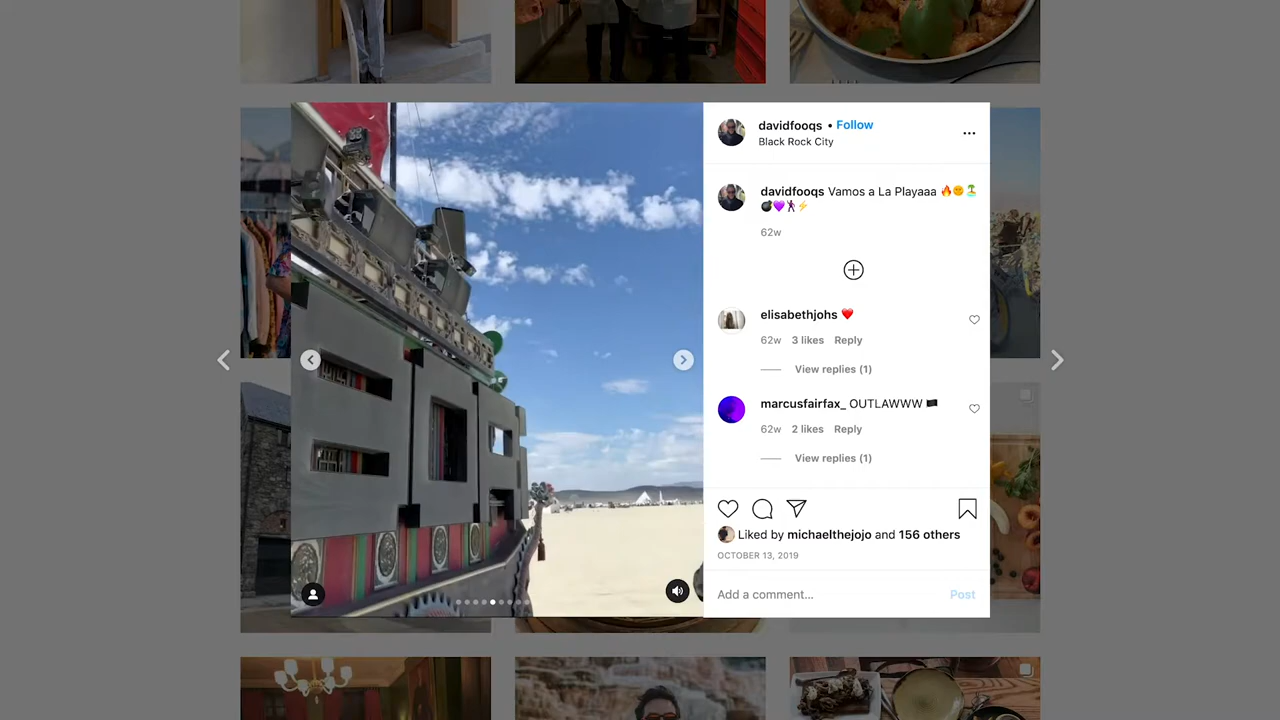 davidfooqs • Follow
Black Rock City
davidfooqs Vamos a La Playaaa 🔥🌞🏝️
💣💜🕺⚡
62w
elisabethjohs ❤️
62w 3 likes Reply
View replies (1)
marcusfairfax_ OUTLAWWW 🏴
62w 2 likes Reply
View replies (1)
Liked by michaelthejojo and 156 others
OCTOBER 13, 2019
Add a comment... Post